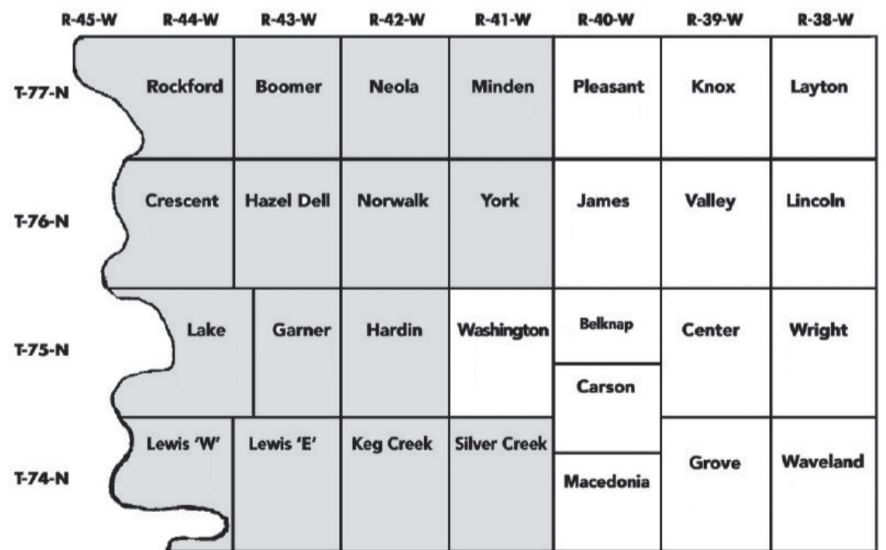 R-45-W R-44-W R-43-W R-42-W R-41-W R-40-W R-39-W R-38-W
T-77-N Rockford Boomer Neola Minden Pleasant Knox Layton
T-76-N Crescent Hazel Dell Norwalk York James Valley Lincoln
T-75-N Lake Garner Hardin Washington Belknap Center Wright
Carson
T-74-N Lewis 'W' Lewis 'E' Keg Creek Silver Creek Grove Waveland
Macedonia